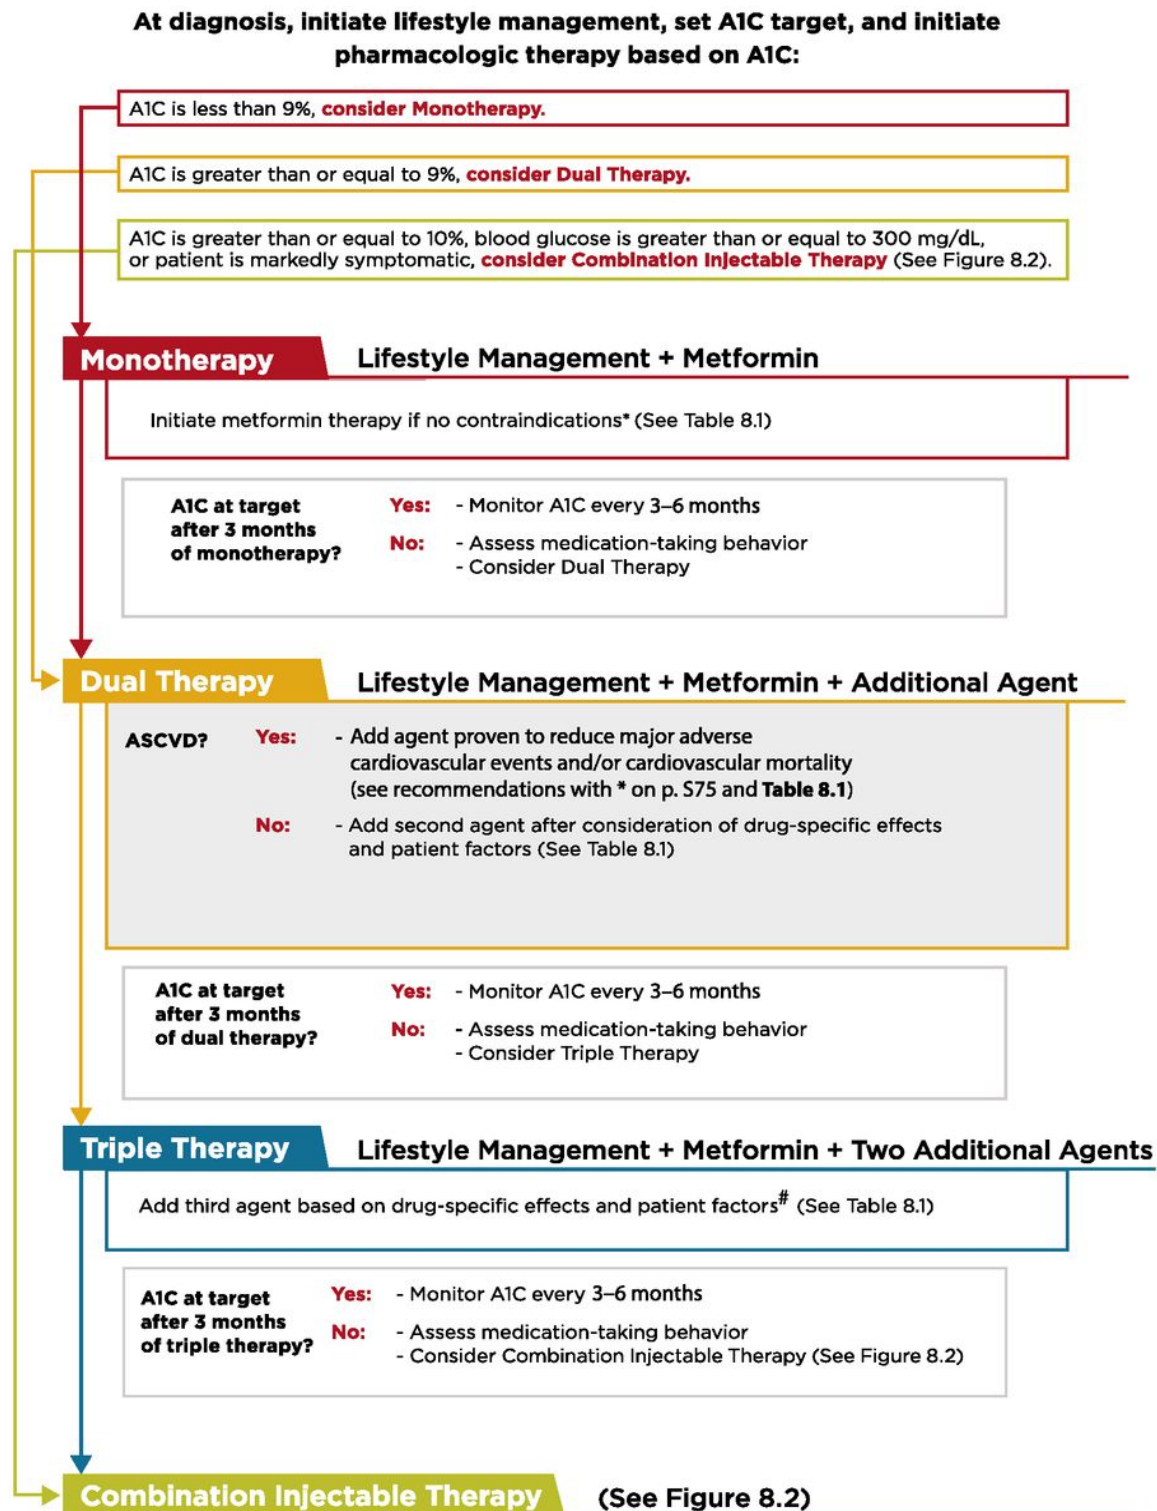 At diagnosis, initiate lifestyle management, set A1C target, and initiate
pharmacologic therapy based on A1C:
A1C is less than 9%, consider Monotherapy.
A1C is greater than or equal to 9%, consider Dual Therapy.
A1C is greater than or equal to 10%, blood glucose is greater than or equal to 300 mg/dL,
or patient is markedly symptomatic, consider Combination Injectable Therapy (See Figure 8.2).
Monotherapy Lifestyle Management + Metformin
Initiate metformin therapy if no contraindications* (See Table 8.1)
A1C at target Yes: - Monitor A1C every 3–6 months
after 3 months No: - Assess medication-taking behavior
of monotherapy? - Consider Dual Therapy
Dual Therapy Lifestyle Management + Metformin + Additional Agent
ASCVD? Yes: - Add agent proven to reduce major adverse
cardiovascular events and/or cardiovascular mortality
(see recommendations with * on p. S75 and Table 8.1)
No: - Add second agent after consideration of drug-specific effects
and patient factors (See Table 8.1)
A1C at target Yes: - Monitor A1C every 3–6 months
after 3 months No: - Assess medication-taking behavior
of dual therapy? - Consider Triple Therapy
Triple Therapy Lifestyle Management + Metformin + Two Additional Agents
Add third agent based on drug-specific effects and patient factors# (See Table 8.1)
A1C at target Yes: - Monitor A1C every 3–6 months
after 3 months No: - Assess medication-taking behavior
of triple therapy? - Consider Combination Injectable Therapy (See Figure 8.2)
Combination Injectable Therapy (See Figure 8.2)